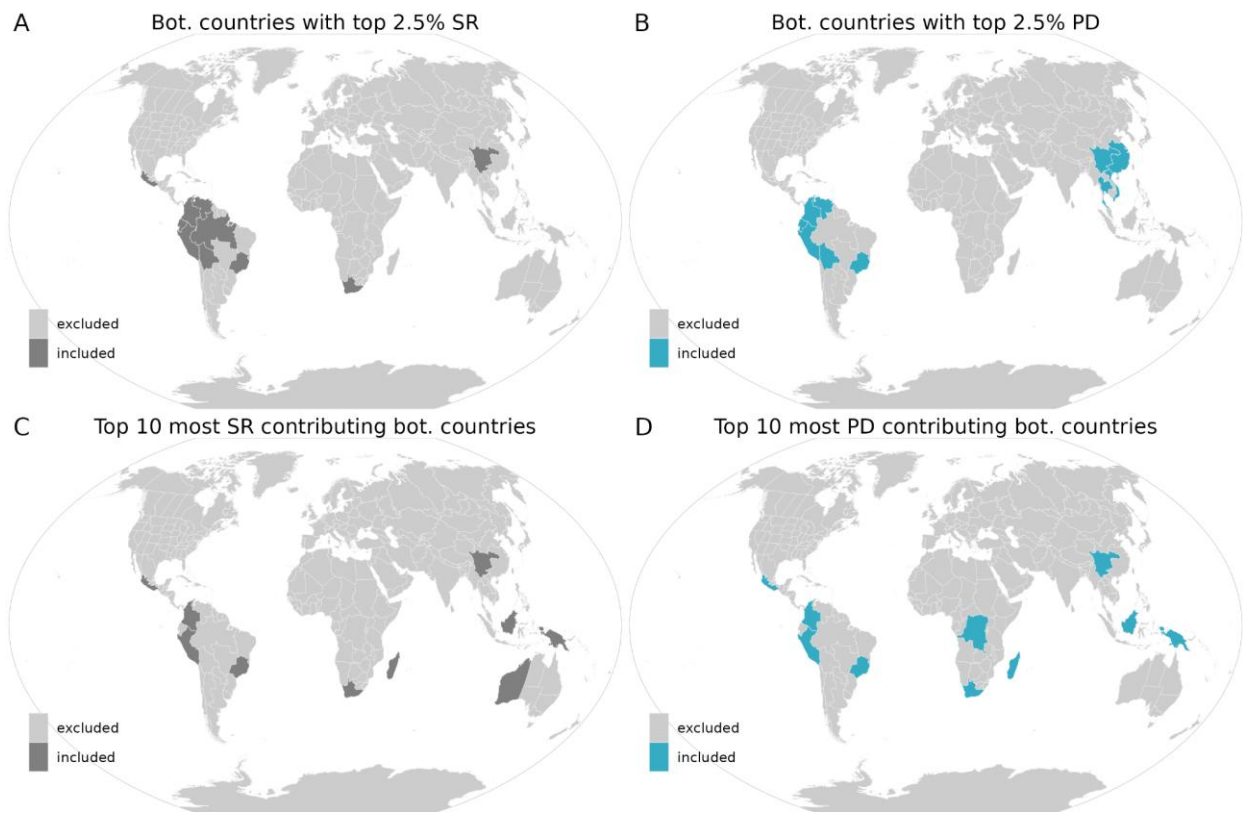 A
Bot. countries with top 2.5% SR
excluded
included
B
Bot. countries with top 2.5% PD
excluded
included
C
Top 10 most SR contributing bot. countries
excluded
included
D
Top 10 most PD contributing bot. countries
excluded
included